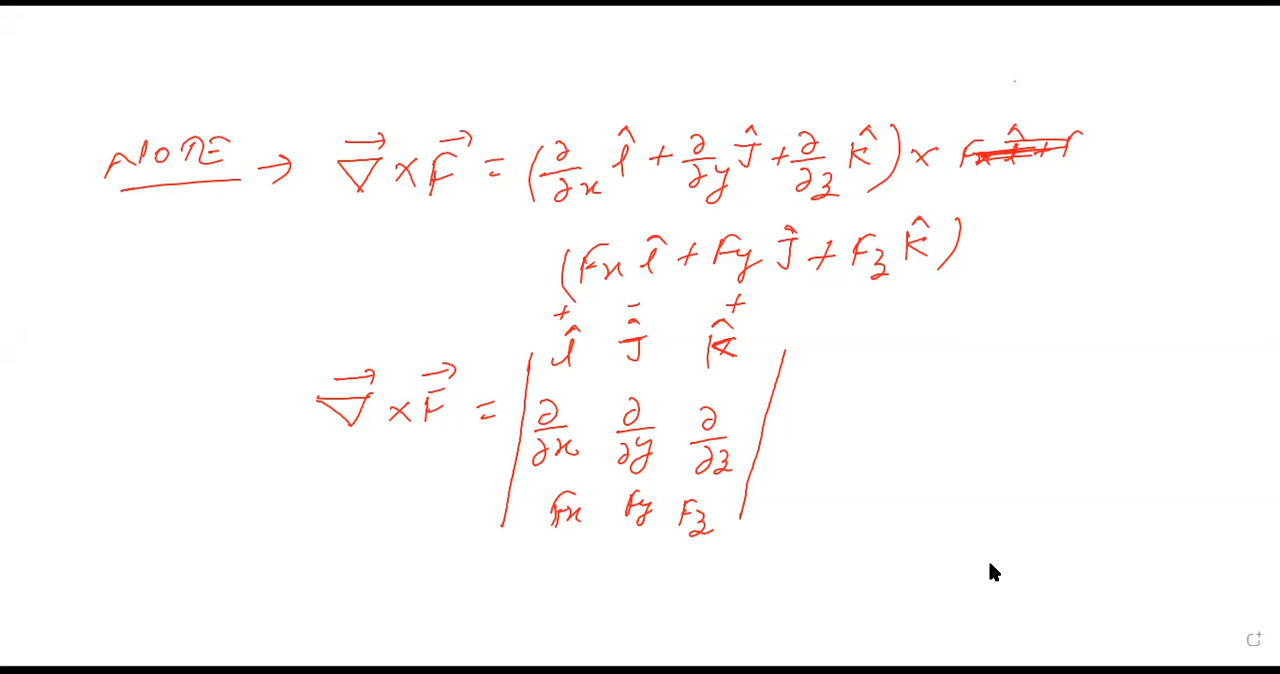 NOTE → ∇⃗ × F⃗ = (∂/∂x î + ∂/∂y ĵ + ∂/∂z k̂) ×
(Fx î + Fy ĵ + Fz k̂)
+ - +
î ĵ k̂
∇⃗ × F⃗ = | ∂/∂x ∂/∂y ∂/∂z |
Fx Fy Fz